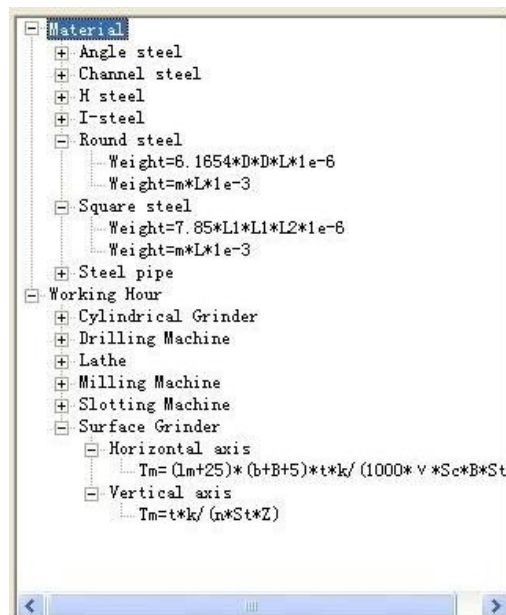 Material
Angle steel
Channel steel
H steel
I-steel
Round steel
Weight=6.1654*D*D*L*1e-6
Weight=m*L*1e-3
Square steel
Weight=7.85*L1*L1*L2*1e-6
Weight=m*L*1e-3
Steel pipe
Working Hour
Cylindrical Grinder
Drilling Machine
Lathe
Milling Machine
Slotting Machine
Surface Grinder
Horizontal axis
Tm=(lm+25)*(b+B+5)*t*k/(1000*v*Sc*B*St
Vertical axis
Tm=t*k/(n*St*Z)